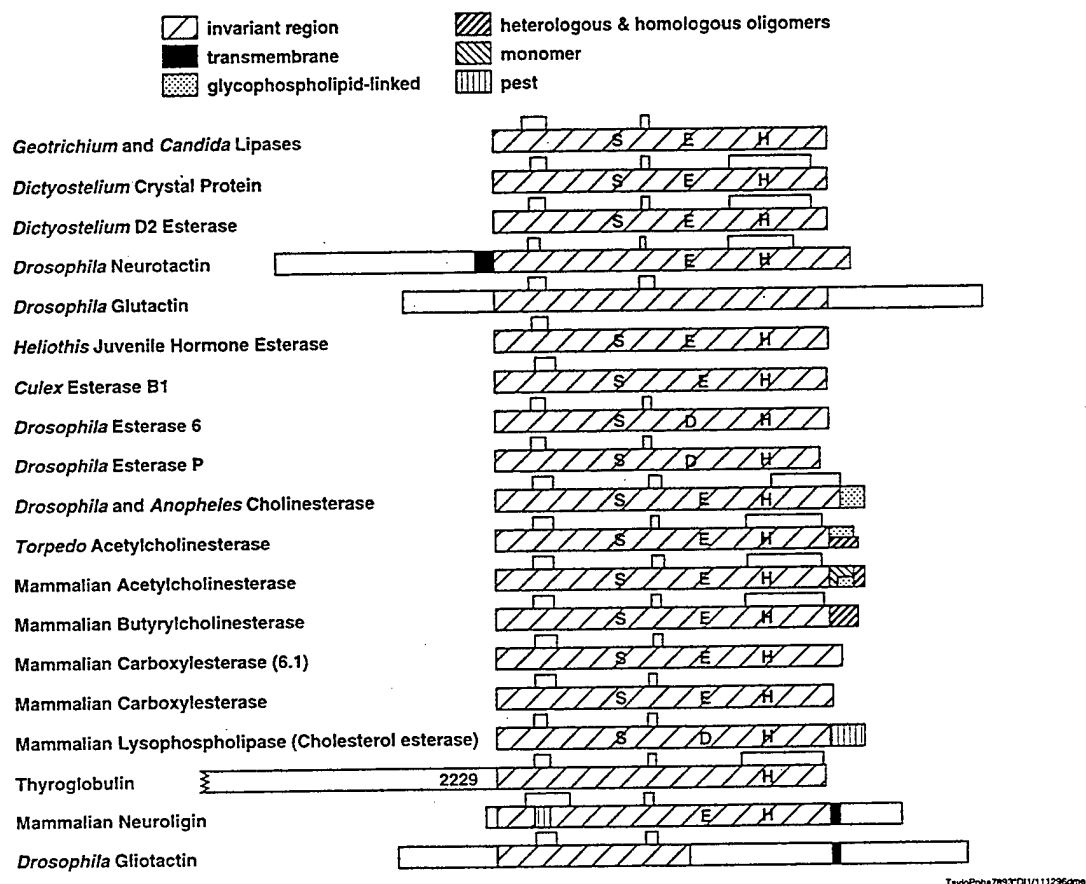 invariant region
transmembrane
glycophospholipid-linked
heterologous & homologous oligomers
monomer
pest
Geotrichium and Candida Lipases S E H
Dictyostelium Crystal Protein S E H
Dictyostelium D2 Esterase S E H
Drosophila Neurotactin E H
Drosophila Glutactin
Heliothis Juvenile Hormone Esterase S E H
Culex Esterase B1 S E H
Drosophila Esterase 6 S D H
Drosophila Esterase P S D H
Drosophila and Anopheles Cholinesterase S E H
Torpedo Acetylcholinesterase S E H
Mammalian Acetylcholinesterase S E H
Mammalian Butyrylcholinesterase S E H
Mammalian Carboxylesterase (6.1) S E H
Mammalian Carboxylesterase S E H
Mammalian Lysophospholipase (Cholesterol esterase) S D H
Thyroglobulin 2229 H
Mammalian Neuroligin E H
Drosophila Gliotactin